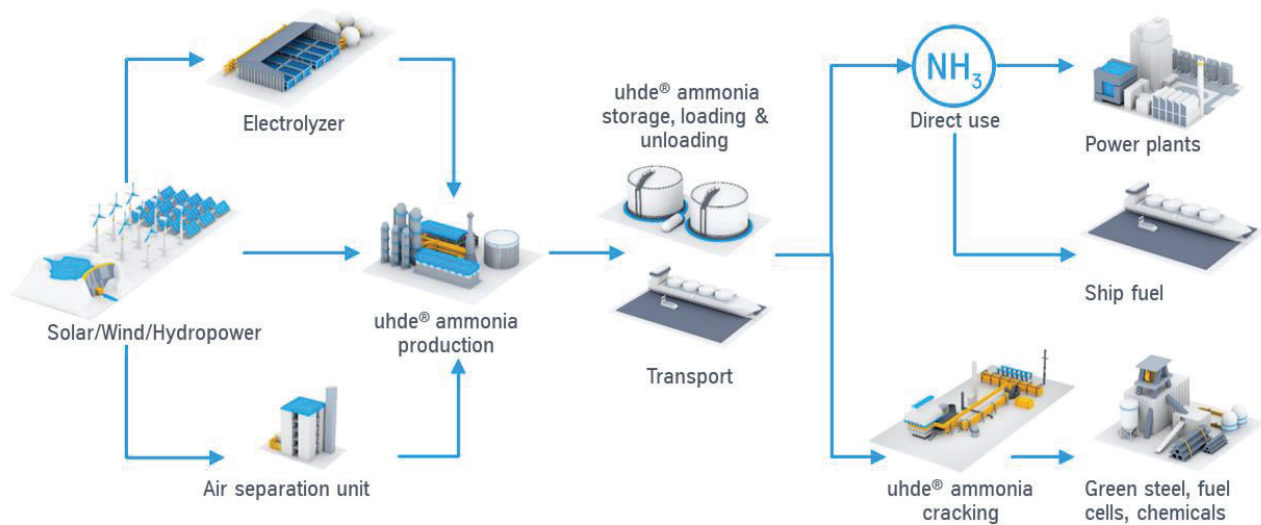 Electrolyzer
Solar/Wind/Hydropower
Air separation unit
uhde® ammonia
production
uhde® ammonia
storage, loading &
unloading
Transport
NH3
Direct use
Power plants
Ship fuel
uhde® ammonia
cracking
Green steel, fuel
cells, chemicals